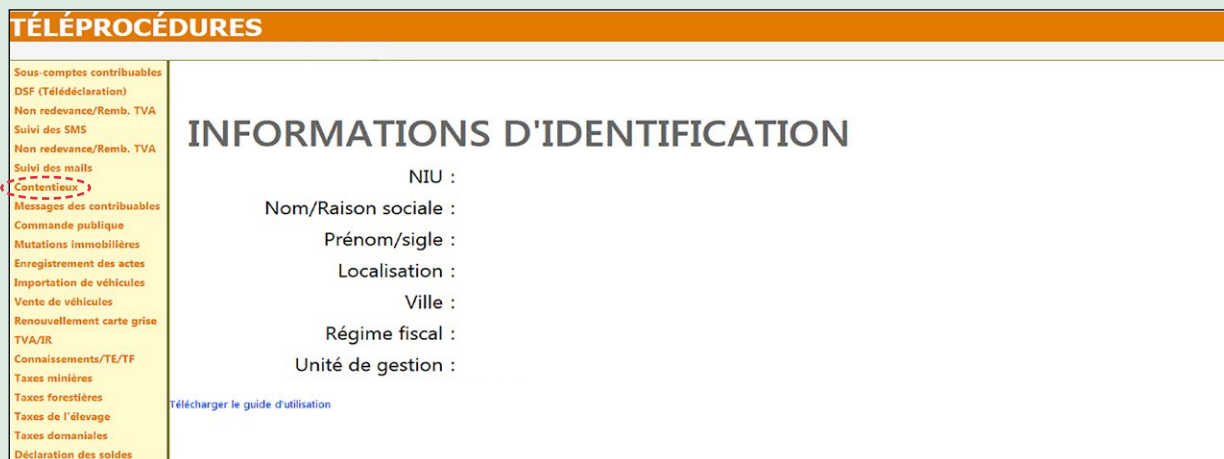 TÉLÉPROCÉDURES
Sous-comptes contribuables
DSF (Télédéclaration)
Non redevance/Remb. TVA
Suivi des SMS
Non redevance/Remb. TVA
Suivi des mails
Contentieux
Messages des contribuables
Commande publique
Mutations immobilières
Enregistrement des actes
Importation de véhicules
Vente de véhicules
Renouvellement carte grise
TVA/IR
Connaissements/TE/TF
Taxes minières
Taxes forestières
Taxes de l'élevage
Taxes domaniales
Déclaration des soldes
INFORMATIONS D'IDENTIFICATION
NIU :
Nom/Raison sociale :
Prénom/sigle :
Localisation :
Ville :
Régime fiscal :
Unité de gestion :
Télécharger le guide d'utilisation